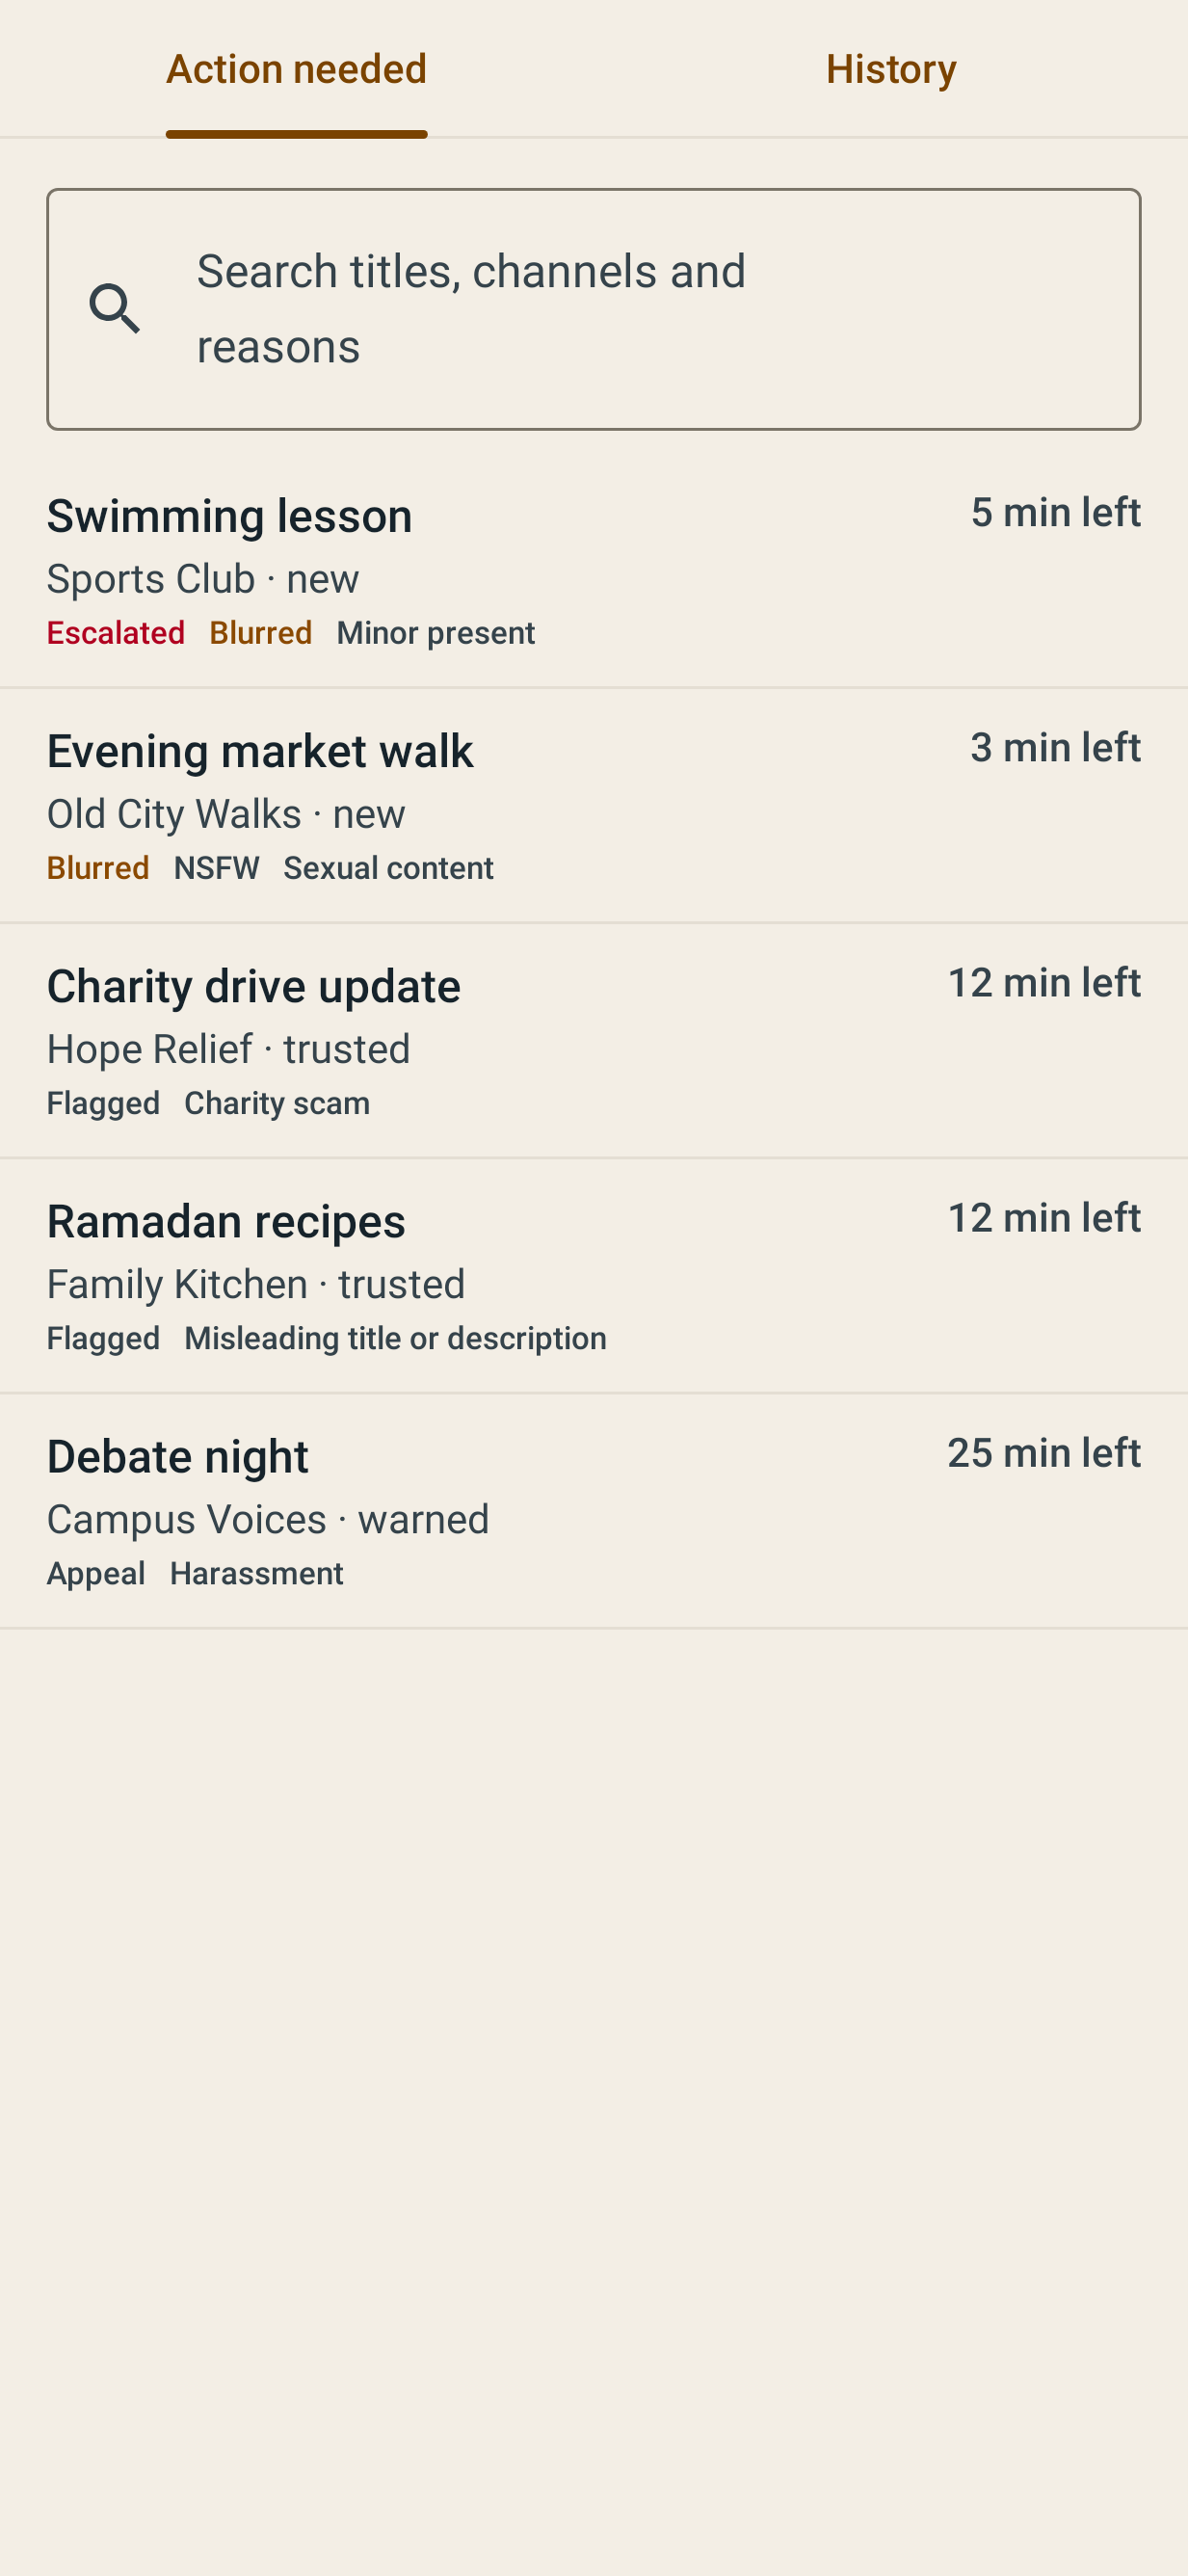 Action needed
History
Search titles, channels and
reasons
Swimming lesson
5 min left
Sports Club · new
Escalated Blurred Minor present
Evening market walk
3 min left
Old City Walks · new
Blurred NSFW Sexual content
Charity drive update
12 min left
Hope Relief · trusted
Flagged Charity scam
Ramadan recipes
12 min left
Family Kitchen · trusted
Flagged Misleading title or description
Debate night
25 min left
Campus Voices · warned
Appeal Harassment